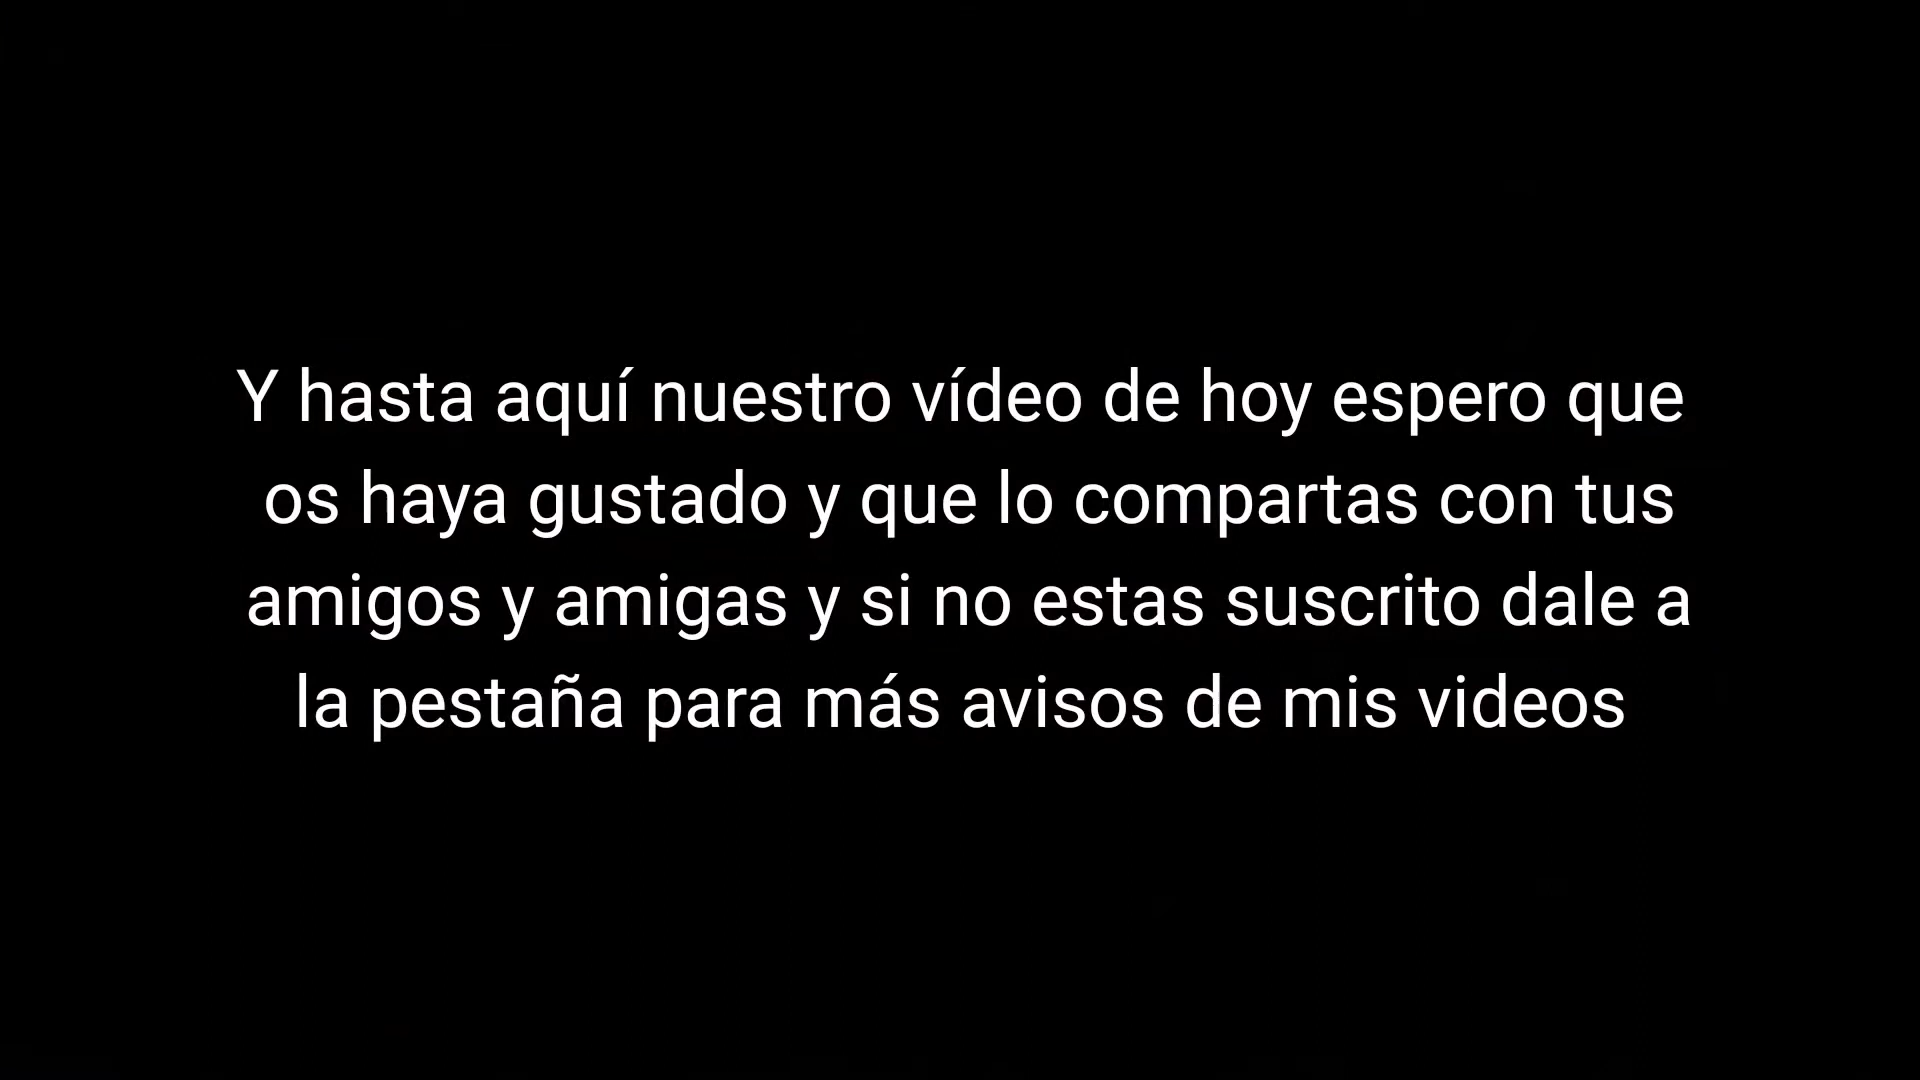 Y hasta aquí nuestro vídeo de hoy espero que
os haya gustado y que lo compartas con tus
amigos y amigas y si no estas suscrito dale a
la pestaña para más avisos de mis videos